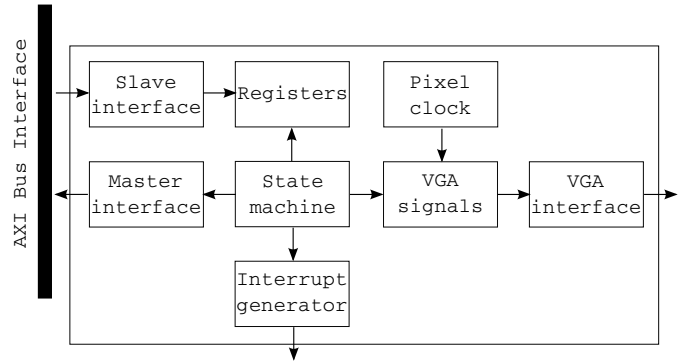 AXI Bus Interface
Slave
interface
Registers
Pixel
clock
Master
interface
State
machine
VGA
signals
VGA
interface
Interrupt
generator